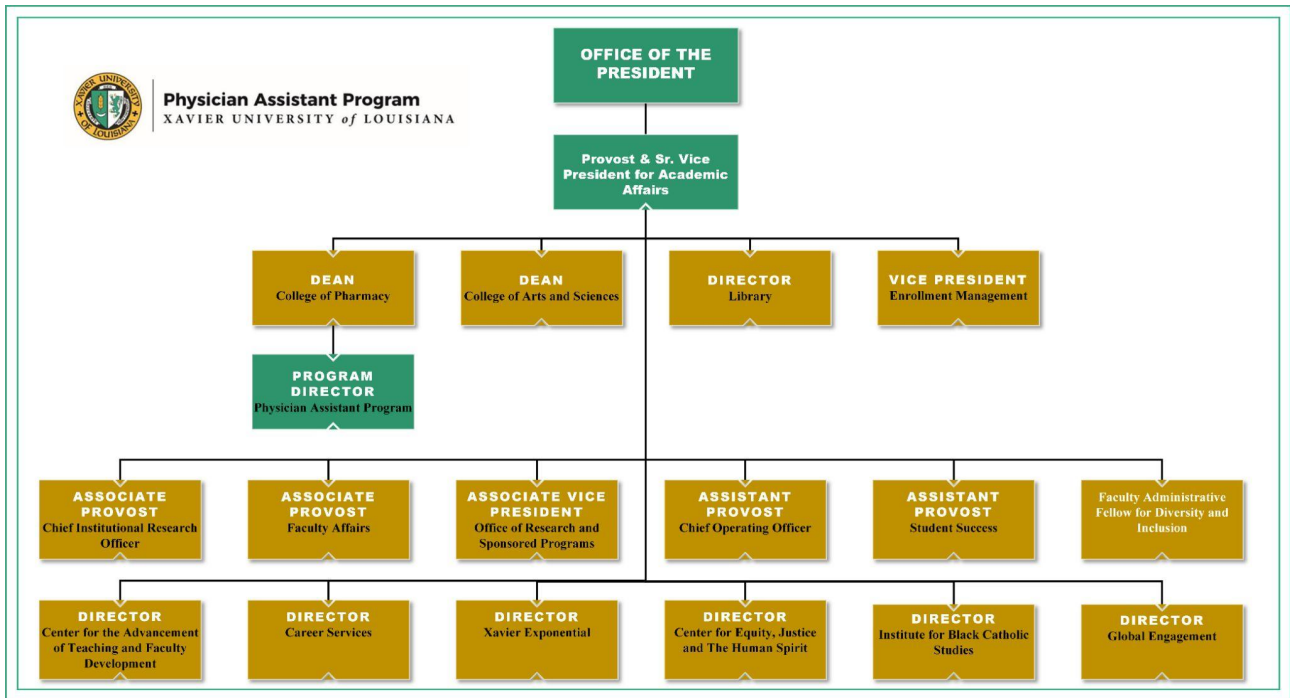 OFFICE OF THE
PRESIDENT
XAVIER UNIVERSITY
OF LOUISIANA
Physician Assistant Program
XAVIER UNIVERSITY of LOUISIANA
Provost & Sr. Vice
President for Academic
Affairs
DEAN
College of Pharmacy
DEAN
College of Arts and Sciences
DIRECTOR
Library
VICE PRESIDENT
Enrollment Management
PROGRAM
DIRECTOR
Physician Assistant Program
ASSOCIATE
PROVOST
Chief Institutional Research
Officer
ASSOCIATE
PROVOST
Faculty Affairs
ASSOCIATE VICE
PRESIDENT
Office of Research and
Sponsored Programs
ASSISTANT
PROVOST
Chief Operating Officer
ASSISTANT
PROVOST
Student Success
Faculty Administrative
Fellow for Diversity and
Inclusion
DIRECTOR
Center for the Advancement
of Teaching and Faculty
Development
DIRECTOR
Career Services
DIRECTOR
Xavier Exponential
DIRECTOR
Center for Equity, Justice
and The Human Spirit
DIRECTOR
Institute for Black Catholic
Studies
DIRECTOR
Global Engagement